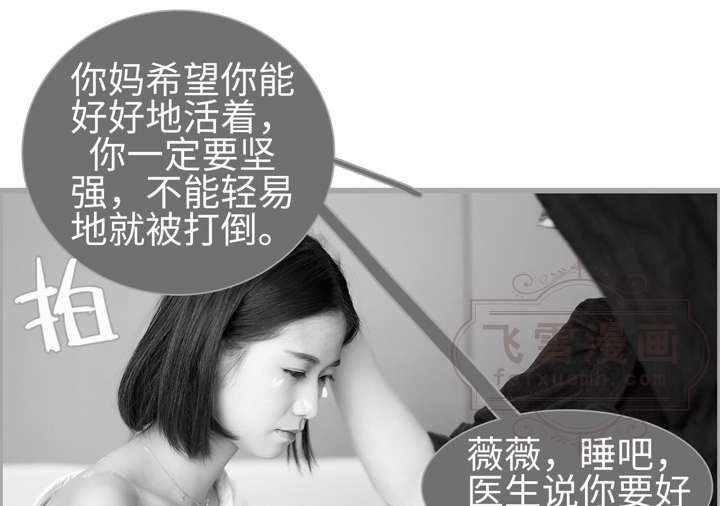 你妈希望你能
好好地活着，
你一定要坚
强，不能轻易
地就被打倒。
拍
飞雪漫画
feixuemh.com
薇薇，睡吧，
医生说你要好